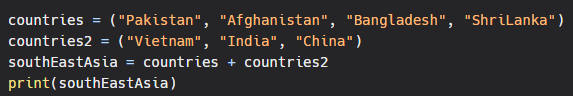 countries = ("Pakistan", "Afghanistan", "Bangladesh", "ShriLanka")
countries2 = ("Vietnam", "India", "China")
southEastAsia = countries + countries2
print(southEastAsia)